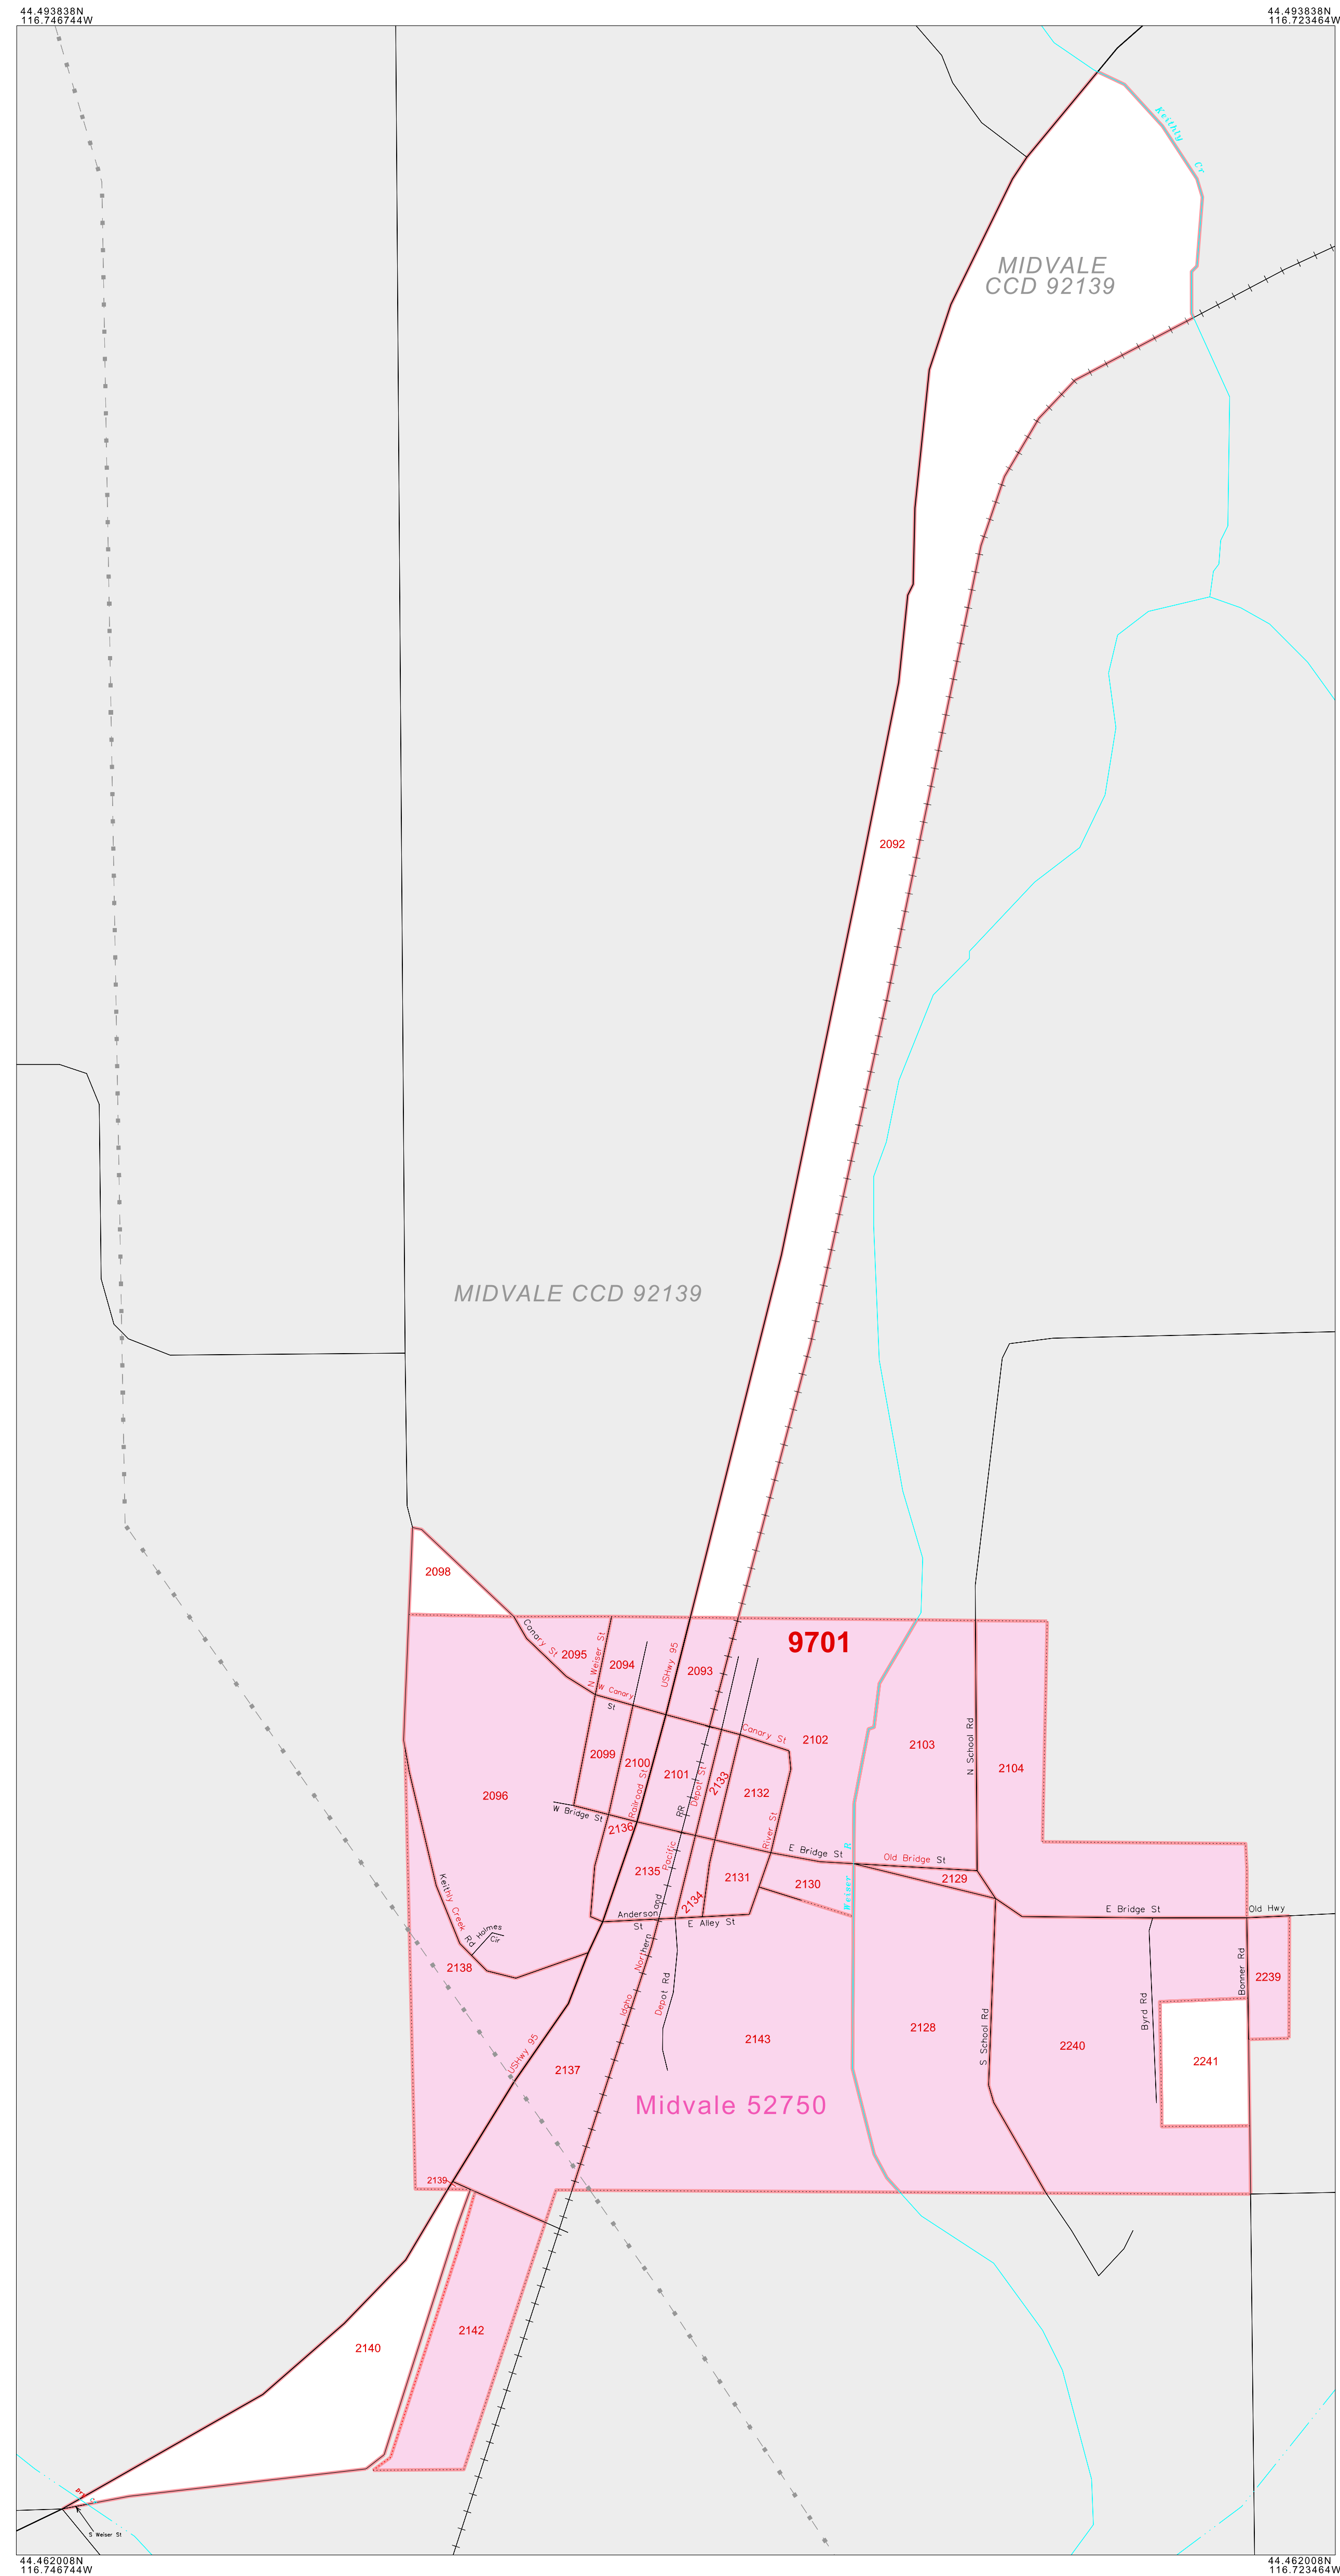 44.493838N
116.746744W
44.493838N
116.723464W
Keithly Cr
MIDVALE
CCD 92139
2092
MIDVALE CCD 92139
2098
9701
Canary St
2095
N Weiser St
2094
USHwy 95
2093
W Canary
St
Canary St
2102
2103
N School Rd
2104
2099
2100
2101
Depot St
2133
2132
2096
Railroad St
RR
W Bridge St
2136
River St
E Bridge St
Old Bridge St
Weiser R
2135
Pacific
2131
2130
2129
2134
Keithly Creek Rd
Anderson
St
and
E Alley St
E Bridge St
Old Hwy
Holmes
Cir
2138
Northern
Bonner Rd
2239
Depot Rd
Idaho
Byrd Rd
2128
S School Rd
2143
2240
2241
USHwy 95
2137
Midvale 52750
2139
2142
2140
S Weiser St
44.462008N
116.746744W
44.462008N
116.723464W